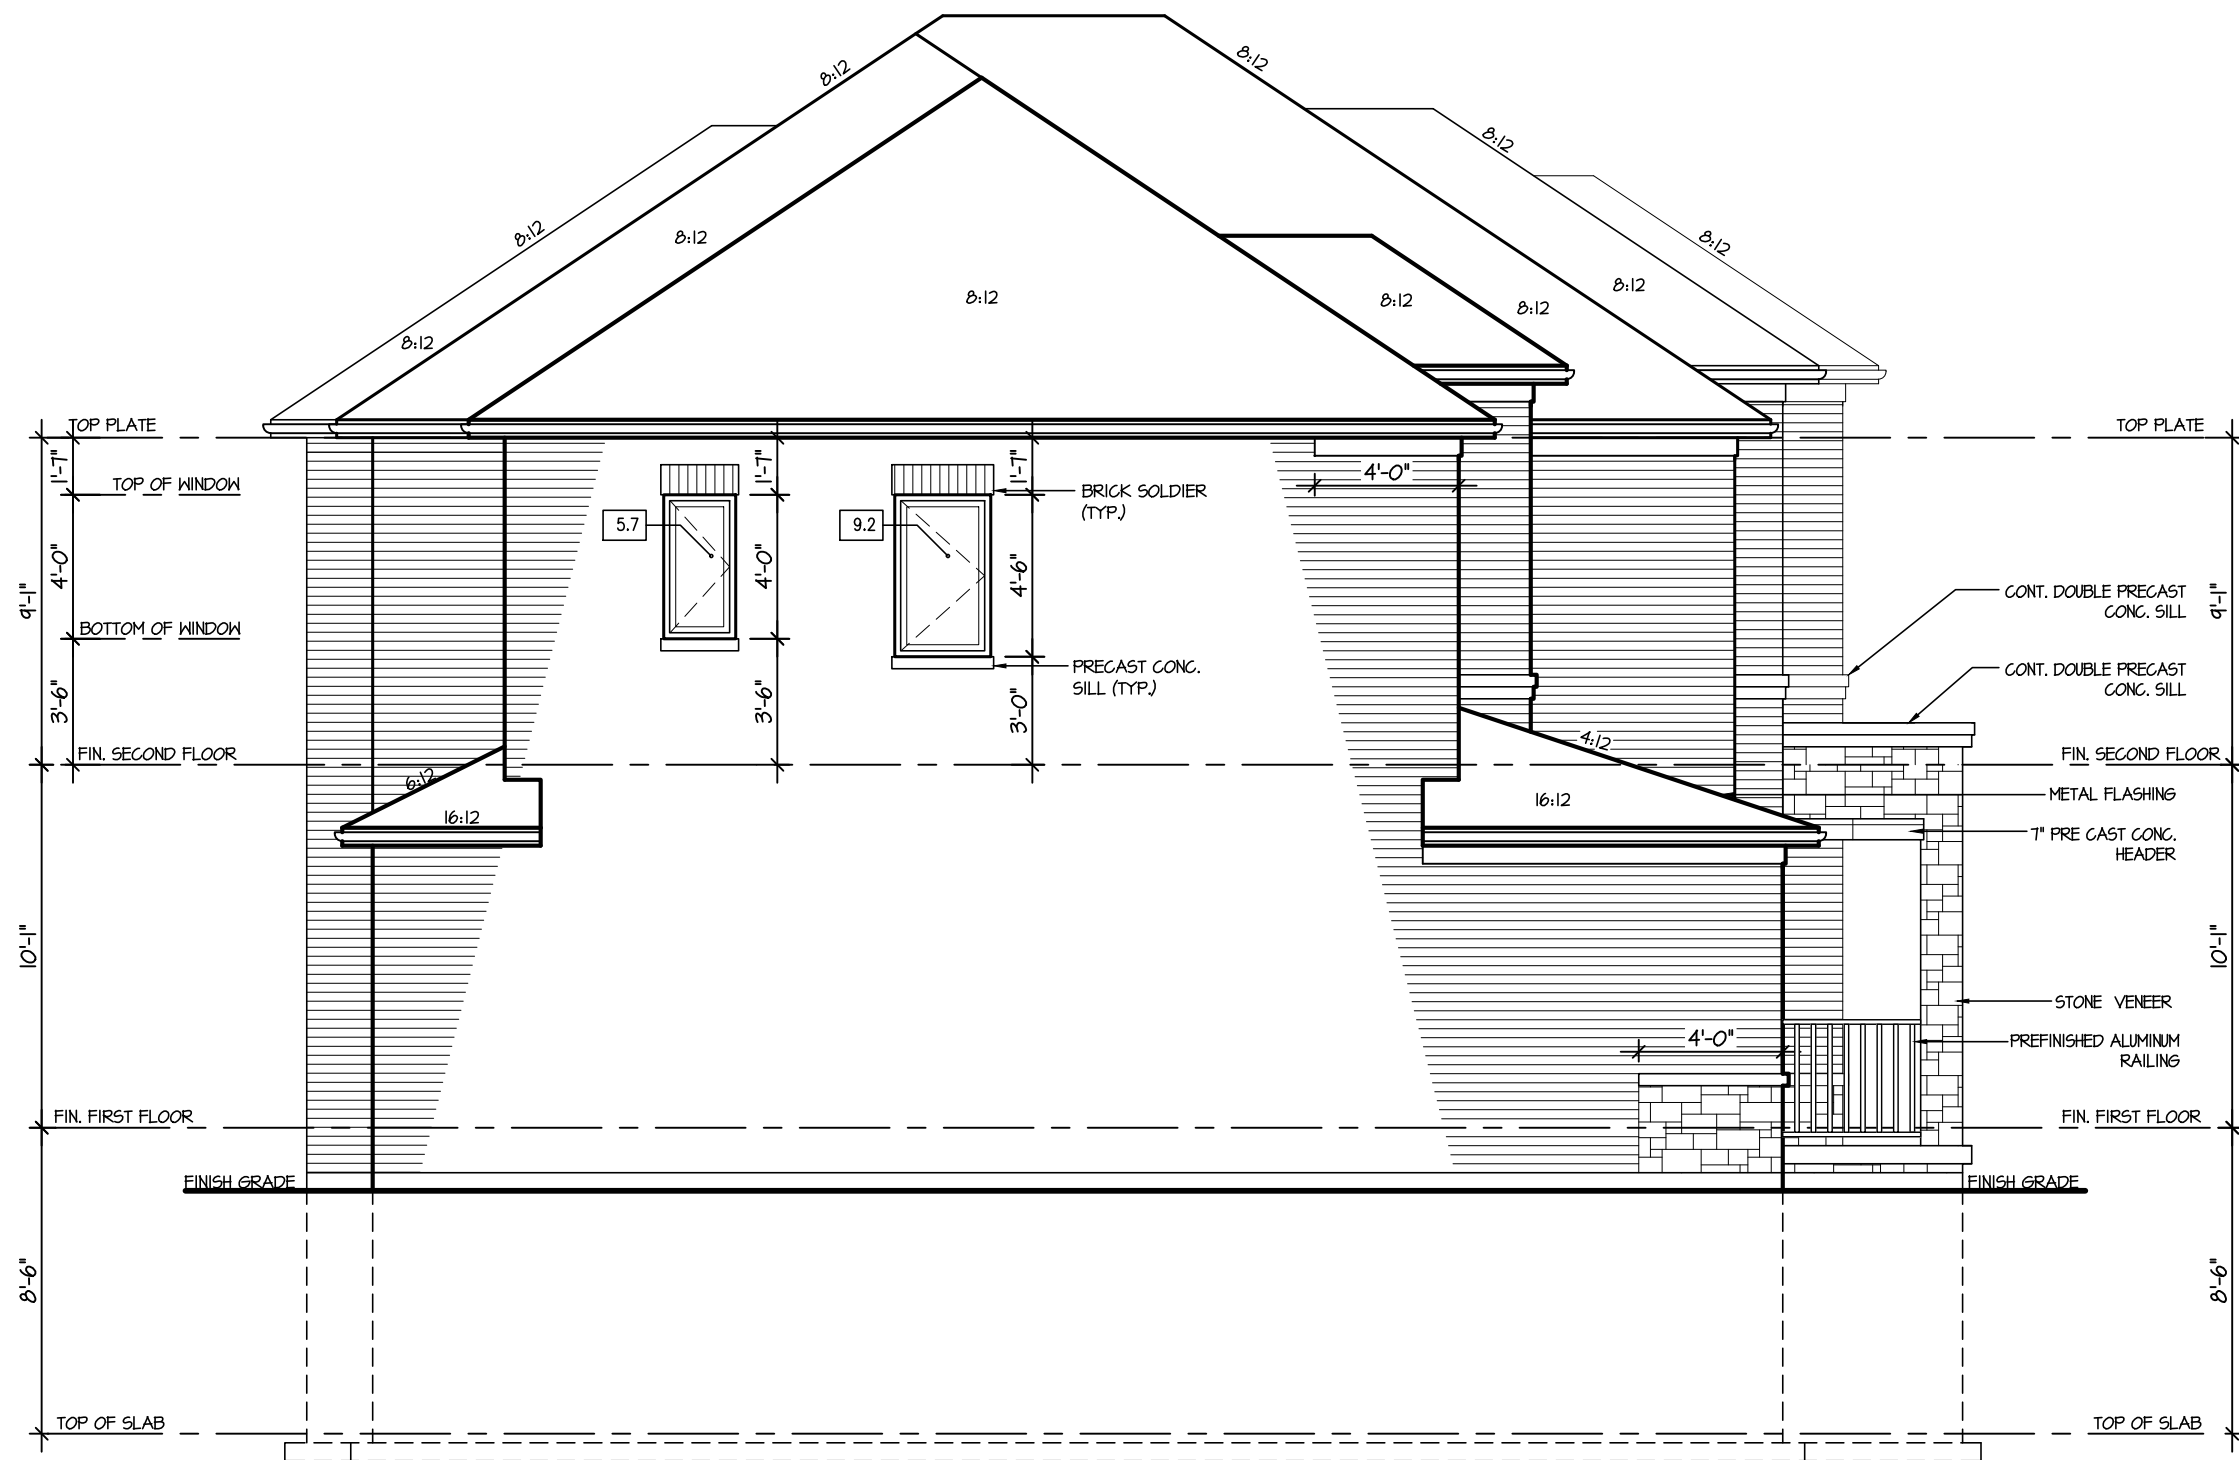 8:12
8:12
8:12
8:12
8:12
8:12
8:12
8:12
8:12
8:12
8:12
8:12
TOP PLATE
TOP PLATE
1'-7"
1'-7"
1'-7"
4'-0"
TOP OF WINDOW
BRICK SOLDIER
(TYP.)
5.7
9.2
4'-0"
4'-0"
4'-6"
9'-1"
9'-1"
CONT. DOUBLE PRECAST
CONC. SILL
BOTTOM OF WINDOW
PRECAST CONC.
SILL (TYP.)
CONT. DOUBLE PRECAST
CONC. SILL
3'-6"
3'-6"
3'-0"
4:12
FIN. SECOND FLOOR
FIN. SECOND FLOOR
6:12
16:12
16:12
METAL FLASHING
7" PRE CAST CONC.
HEADER
10'-1"
10'-1"
STONE VENEER
4'-0"
PREFINISHED ALUMINUM
RAILING
FIN. FIRST FLOOR
FIN. FIRST FLOOR
FINISH GRADE
FINISH GRADE
8'-6"
8'-6"
TOP OF SLAB
TOP OF SLAB